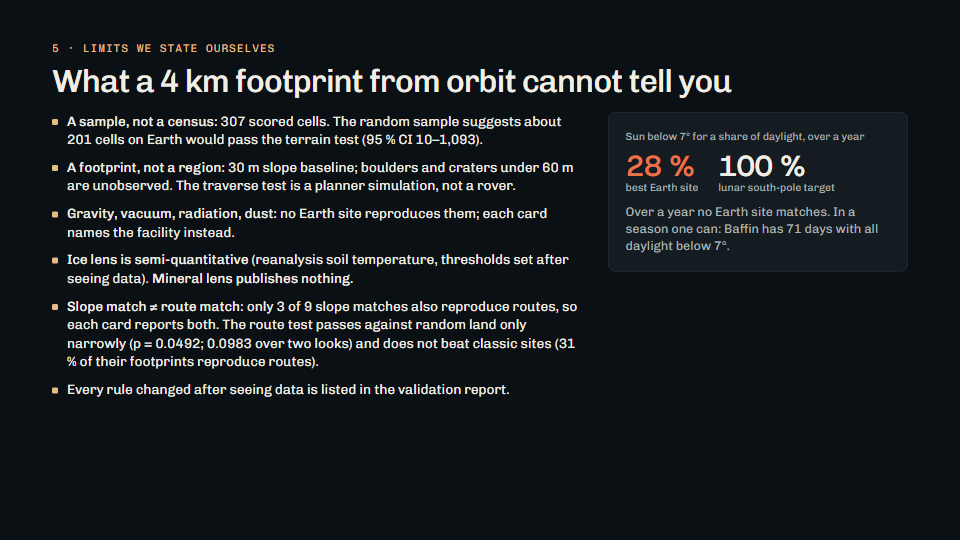 5 · LIMITS WE STATE OURSELVES
What a 4 km footprint from orbit cannot tell you
A sample, not a census: 307 scored cells. The random sample suggests about
201 cells on Earth would pass the terrain test (95 % CI 10–1,093).
A footprint, not a region: 30 m slope baseline; boulders and craters under 60 m
are unobserved. The traverse test is a planner simulation, not a rover.
Gravity, vacuum, radiation, dust: no Earth site reproduces them; each card
names the facility instead.
Ice lens is semi-quantitative (reanalysis soil temperature, thresholds set after
seeing data). Mineral lens publishes nothing.
Slope match ≠ route match: only 3 of 9 slope matches also reproduce routes, so
each card reports both. The route test passes against random land only
narrowly (p = 0.0492; 0.0983 over two looks) and does not beat classic sites (31
% of their footprints reproduce routes).
Every rule changed after seeing data is listed in the validation report.
Sun below 7° for a share of daylight, over a year
28 % 100 %
best Earth site lunar south-pole target
Over a year no Earth site matches. In a
season one can: Baffin has 71 days with all
daylight below 7°.